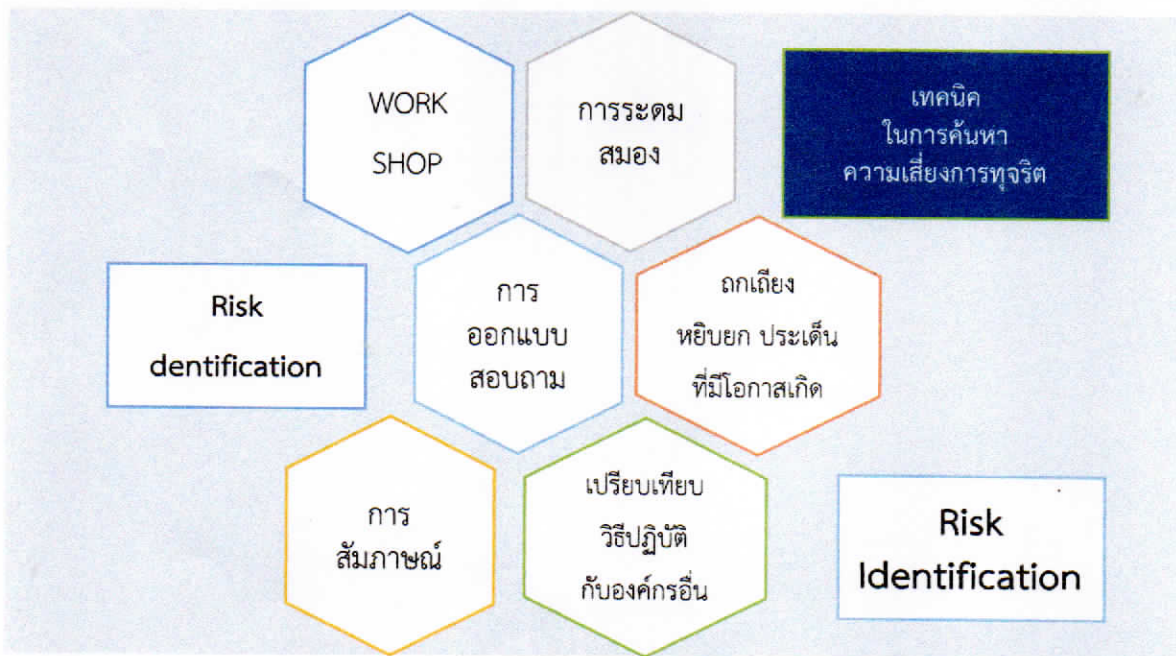 WORK
SHOP
การระดม
สมอง
เทคนิค
ในการค้นหา
ความเสี่ยงการทุจริต
Risk
dentification
การ
ออกแบบ
สอบถาม
ถกเถียง
หยิบยก ประเด็น
ที่มีโอกาสเกิด
การ
สัมภาษณ์
เปรียบเทียบ
วิธีปฏิบัติ
กับองค์กรอื่น
Risk
Identification